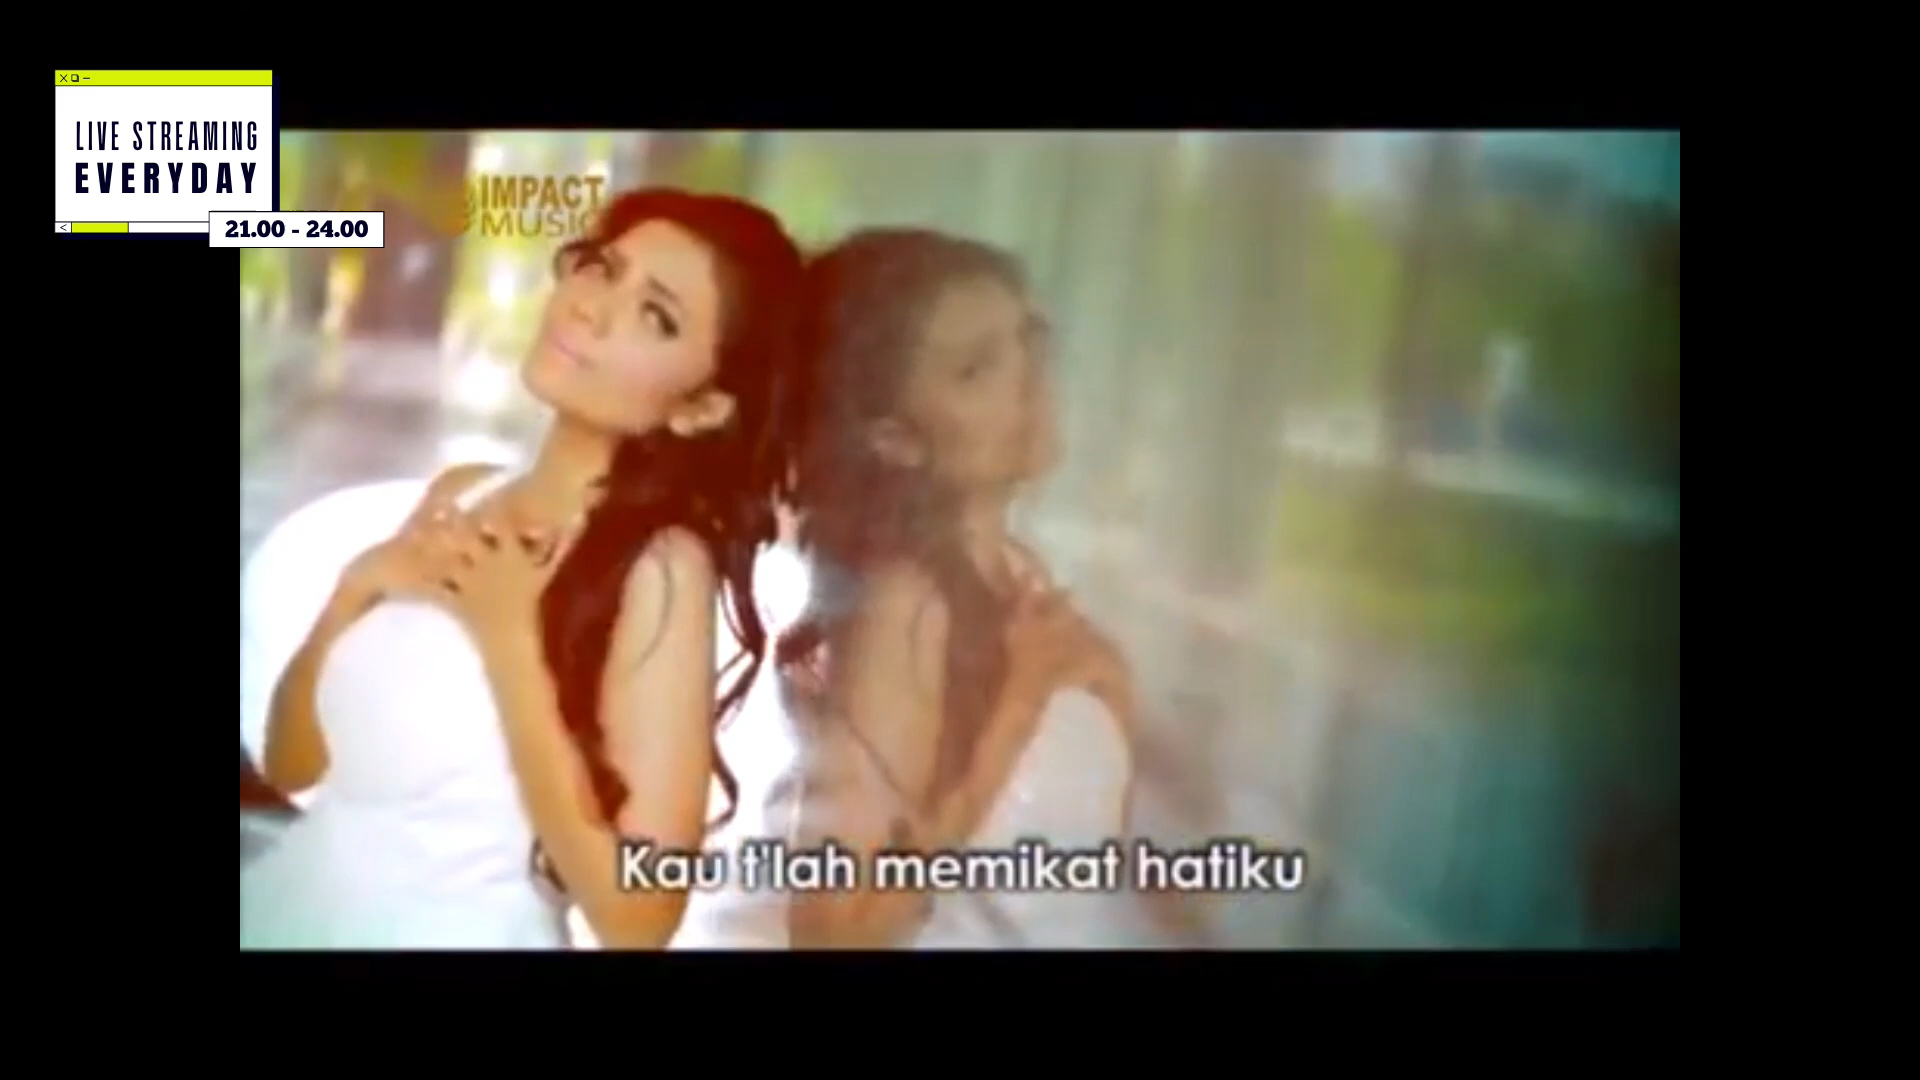 LIVE STREAMING
EVERYDAY
21.00 - 24.00
IMPACT
MUSIC
Kau t'lah memikat hatiku